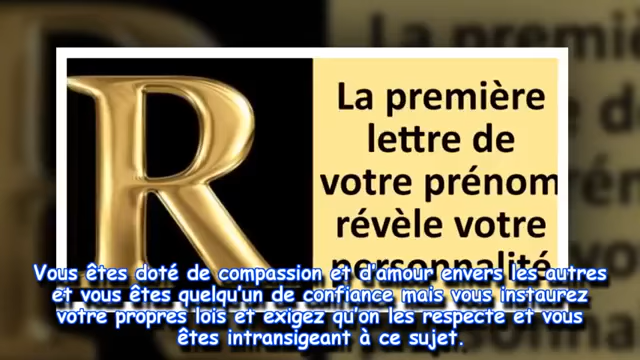 R
La première
lettre de
votre prénom
révèle votre
personnalité
Vous êtes doté de compassion et d'amour envers les autres
et vous êtes quelqu'un de confiance mais vous instaurez
votre propres lois et exigez qu'on les respecte et vous
êtes intransigeant à ce sujet.